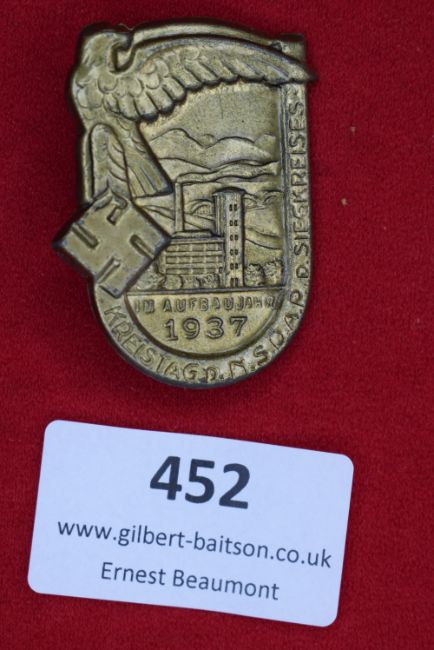 IM AUFBAUJAHR
1937
KREISTAG D. N.S.D.A.P. D. SIEGKREISES
452
www.gilbert-baitson.co.uk
Ernest Beaumont